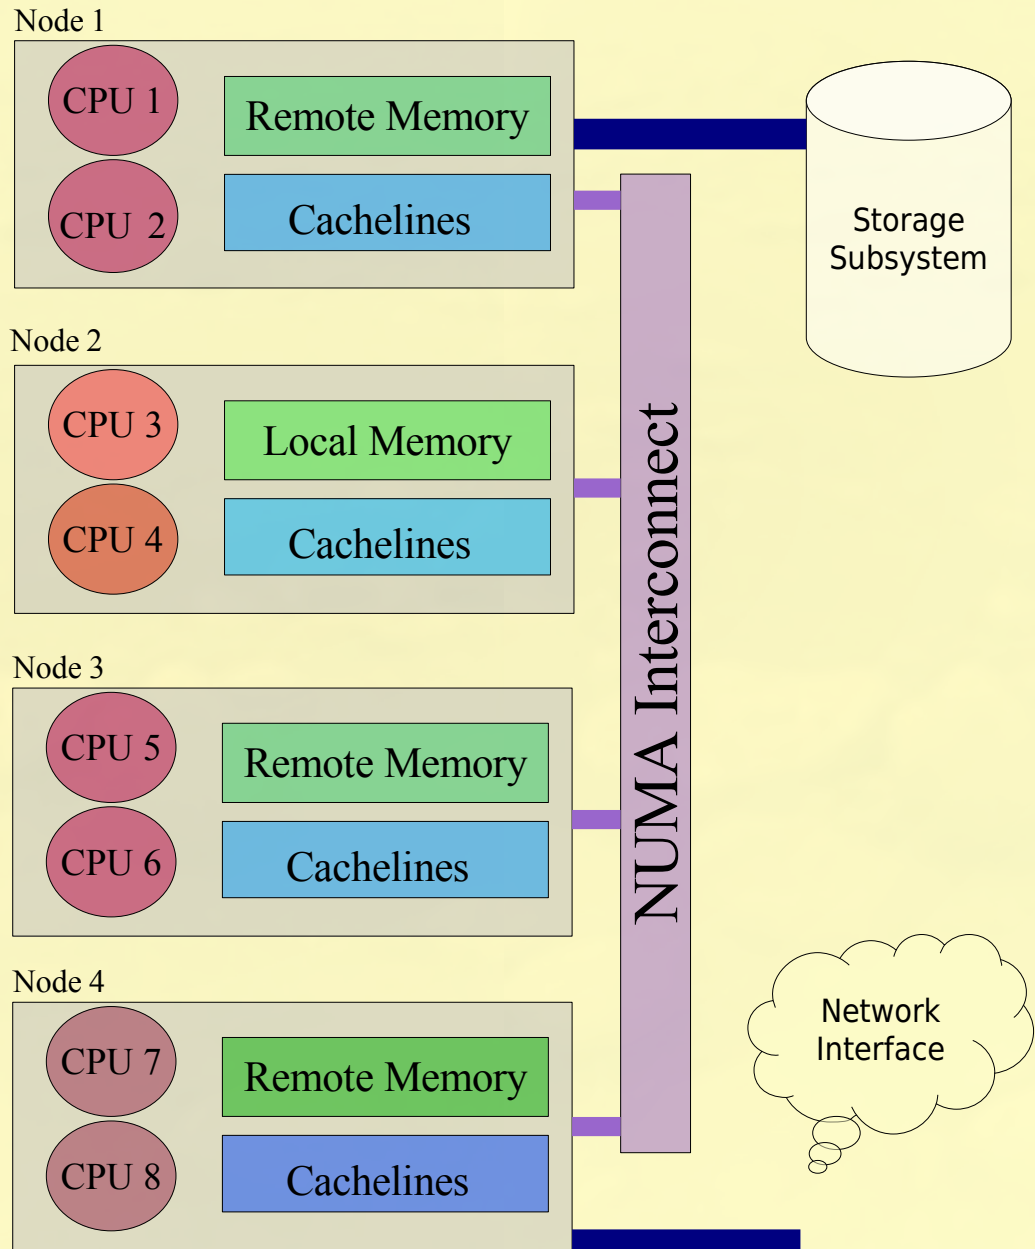 Node 1
CPU 1
Remote Memory
CPU 2
Cachelines
Storage
Subsystem
Node 2
CPU 3
Local Memory
CPU 4
Cachelines
NUMA Interconnect
Node 3
CPU 5
Remote Memory
CPU 6
Cachelines
Node 4
CPU 7
Remote Memory
CPU 8
Cachelines
Network
Interface